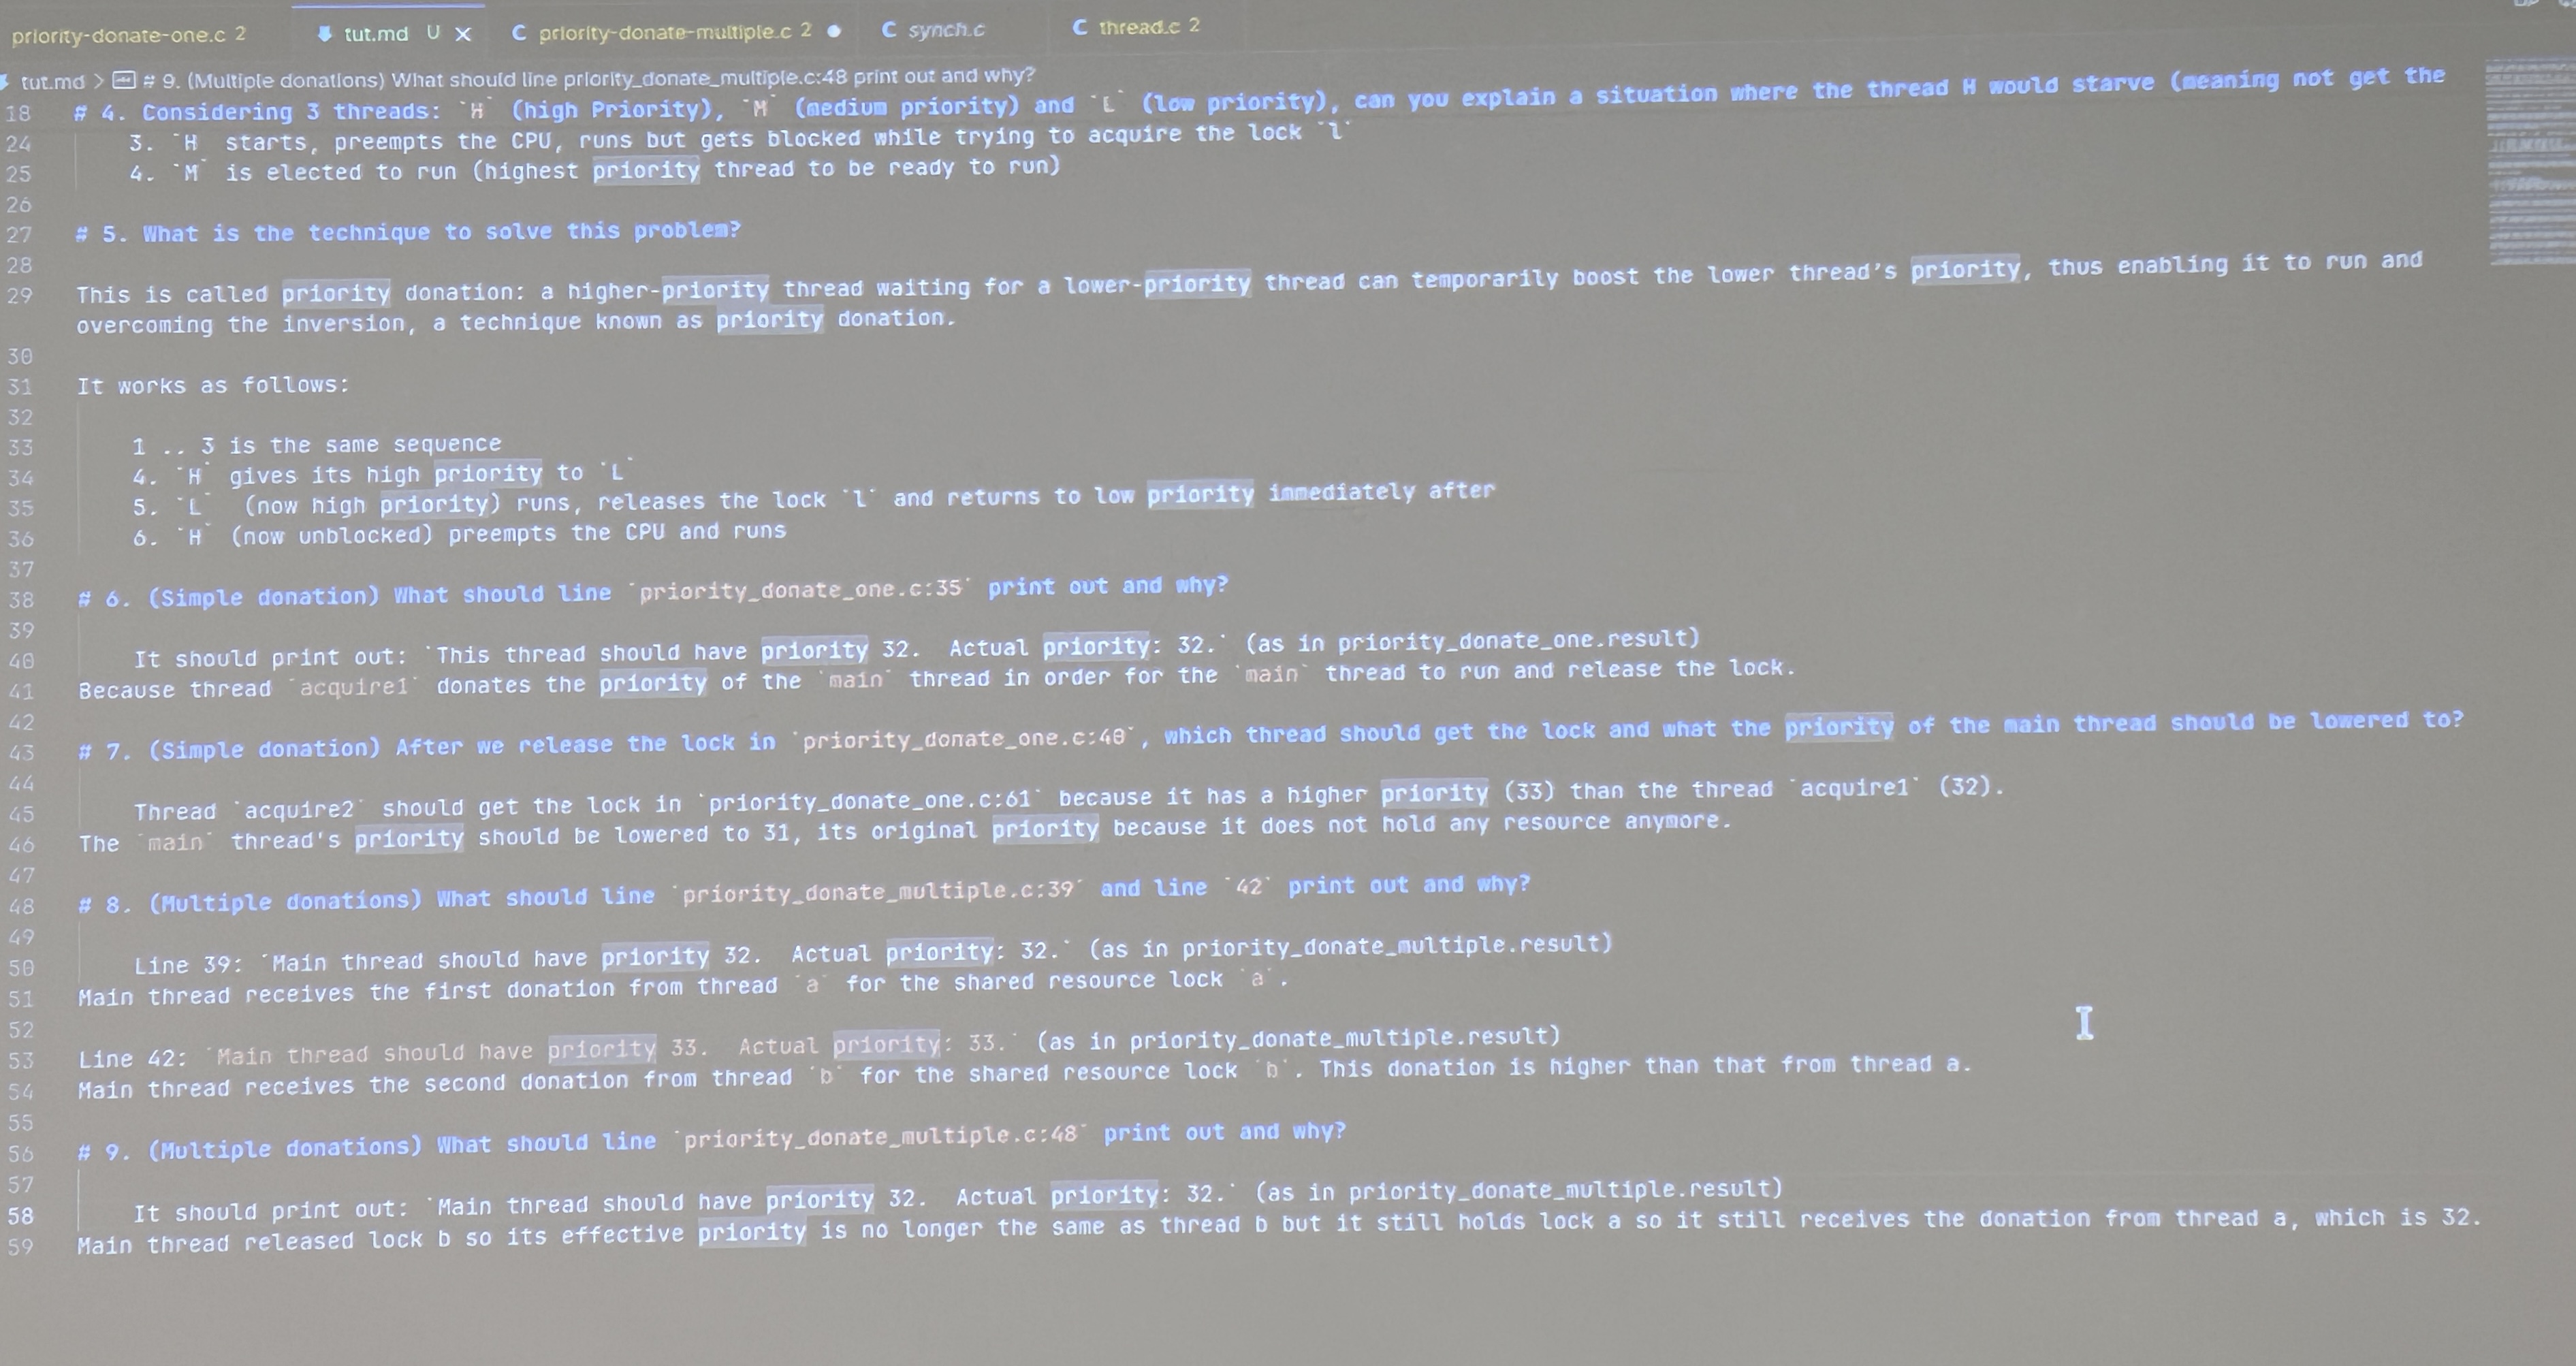 priority-donate-one.c 2 tut.md U X C priority-donate-multiple.c 2 ● C synch.c C thread.c 2
tut.md > # 9. (Multiple donations) What should line priority_donate_multiple.c:48 print out and why?
18 # 4. Considering 3 threads: `H` (high Priority), `M` (medium priority) and `L` (low priority), can you explain a situation where the thread H would starve (meaning not get the
24 3. `H` starts, preempts the CPU, runs but gets blocked while trying to acquire the lock `l`
25 4. `M` is elected to run (highest priority thread to be ready to run)
26
27 # 5. What is the technique to solve this problem?
28
29 This is called priority donation: a higher-priority thread waiting for a lower-priority thread can temporarily boost the lower thread's priority, thus enabling it to run and
overcoming the inversion, a technique known as priority donation.
30
31 It works as follows:
32
33 1 .. 3 is the same sequence
34 4. `H` gives its high priority to `L`
35 5. `L` (now high priority) runs, releases the lock `l` and returns to low priority immediately after
36 6. `H` (now unblocked) preempts the CPU and runs
37
38 # 6. (Simple donation) What should line `priority_donate_one.c:35` print out and why?
39
40 It should print out: `This thread should have priority 32. Actual priority: 32.` (as in priority_donate_one.result)
41 Because thread `acquire1` donates the priority of the `main` thread in order for the `main` thread to run and release the lock.
42
43 # 7. (Simple donation) After we release the lock in `priority_donate_one.c:40`, which thread should get the lock and what the priority of the main thread should be lowered to?
44
45 Thread `acquire2` should get the lock in `priority_donate_one.c:61` because it has a higher priority (33) than the thread `acquire1` (32).
46 The `main` thread's priority should be lowered to 31, its original priority because it does not hold any resource anymore.
47
48 # 8. (Multiple donations) What should line `priority_donate_multiple.c:39` and line `42` print out and why?
49
50 Line 39: `Main thread should have priority 32. Actual priority: 32.` (as in priority_donate_multiple.result)
51 Main thread receives the first donation from thread `a` for the shared resource lock `a`.
52
53 Line 42: `Main thread should have priority 33. Actual priority: 33.` (as in priority_donate_multiple.result)
54 Main thread receives the second donation from thread `b` for the shared resource lock `b`. This donation is higher than that from thread a.
55
56 # 9. (Multiple donations) What should line `priority_donate_multiple.c:48` print out and why?
57
58 It should print out: `Main thread should have priority 32. Actual priority: 32.` (as in priority_donate_multiple.result)
59 Main thread released lock b so its effective priority is no longer the same as thread b but it still holds lock a so it still receives the donation from thread a, which is 32.